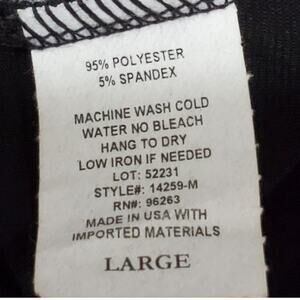 95% POLYESTER
5% SPANDEX
MACHINE WASH COLD
WATER NO BLEACH
HANG TO DRY
LOW IRON IF NEEDED
LOT: 52231
STYLE#: 14259-M
RN#: 96263
MADE IN USA WITH
IMPORTED MATERIALS
LARGE